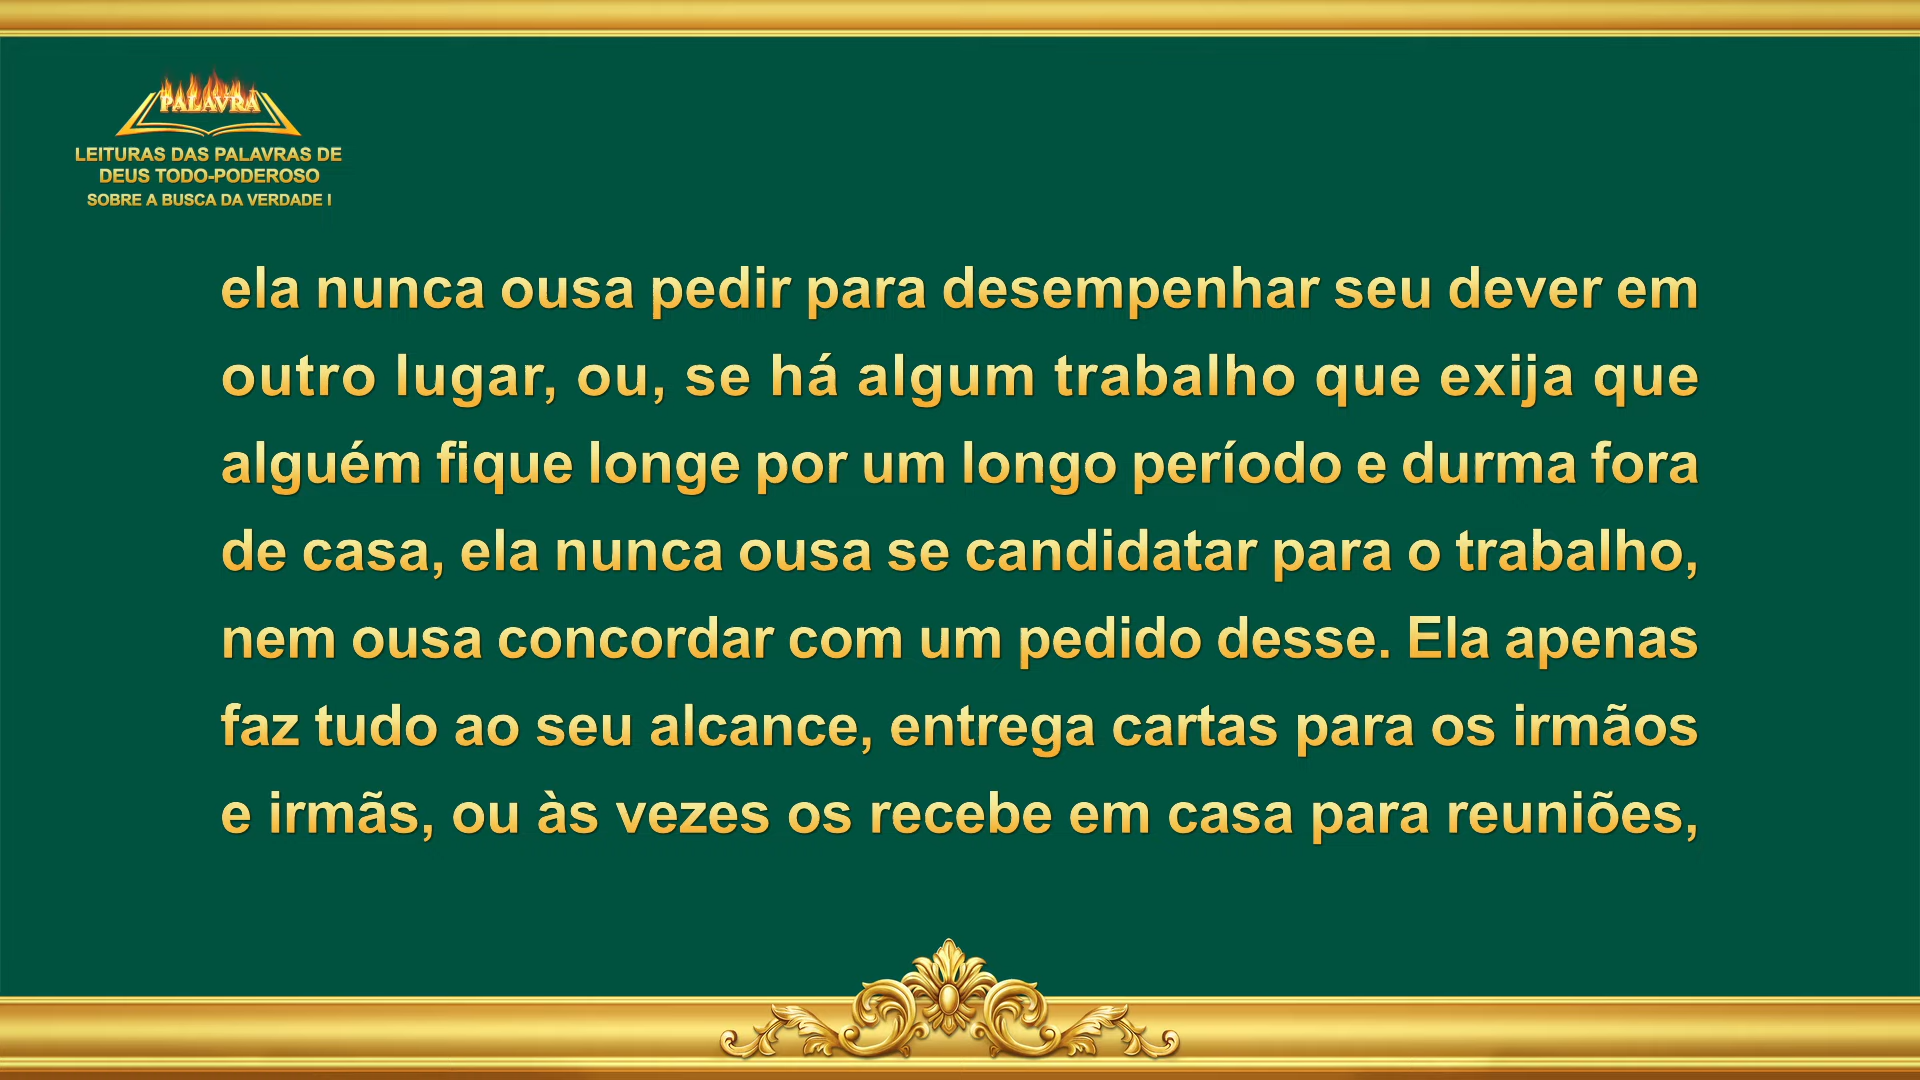 PALAVRA
LEITURAS DAS PALAVRAS DE
DEUS TODO-PODEROSO
SOBRE A BUSCA DA VERDADE I
ela nunca ousa pedir para desempenhar seu dever em
outro lugar, ou, se há algum trabalho que exija que
alguém fique longe por um longo período e durma fora
de casa, ela nunca ousa se candidatar para o trabalho,
nem ousa concordar com um pedido desse. Ela apenas
faz tudo ao seu alcance, entrega cartas para os irmãos
e irmãs, ou às vezes os recebe em casa para reuniões,